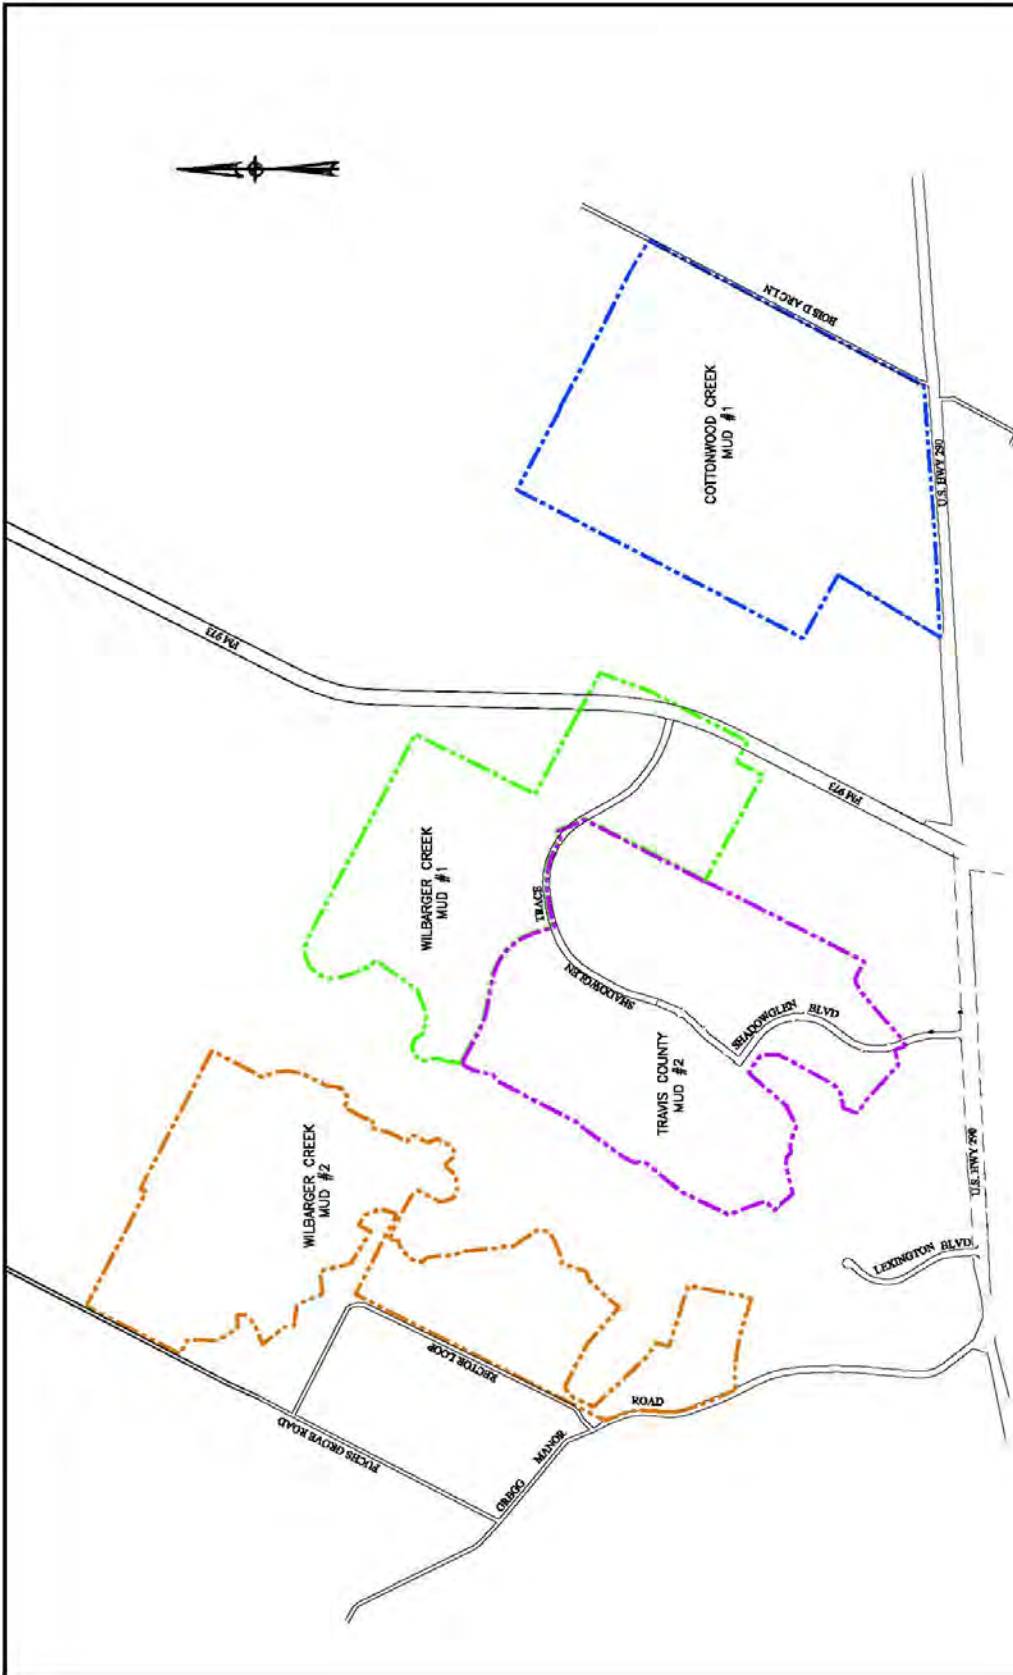 FUCHS GROVE ROAD
GREGG
MANOR
ROAD
RECTOR LOOP
WILBARGER CREEK
MUD #2
LEXINGTON BLVD
U.S. HWY 290
TRAVIS COUNTY
MUD #2
SHADOWGLEN BLVD
SHADOWGLEN
TRACE
WILBARGER CREEK
MUD #1
FM 973
FM 973
COTTONWOOD CREEK
MUD #1
U.S. HWY 290
BOIS D ARC LN